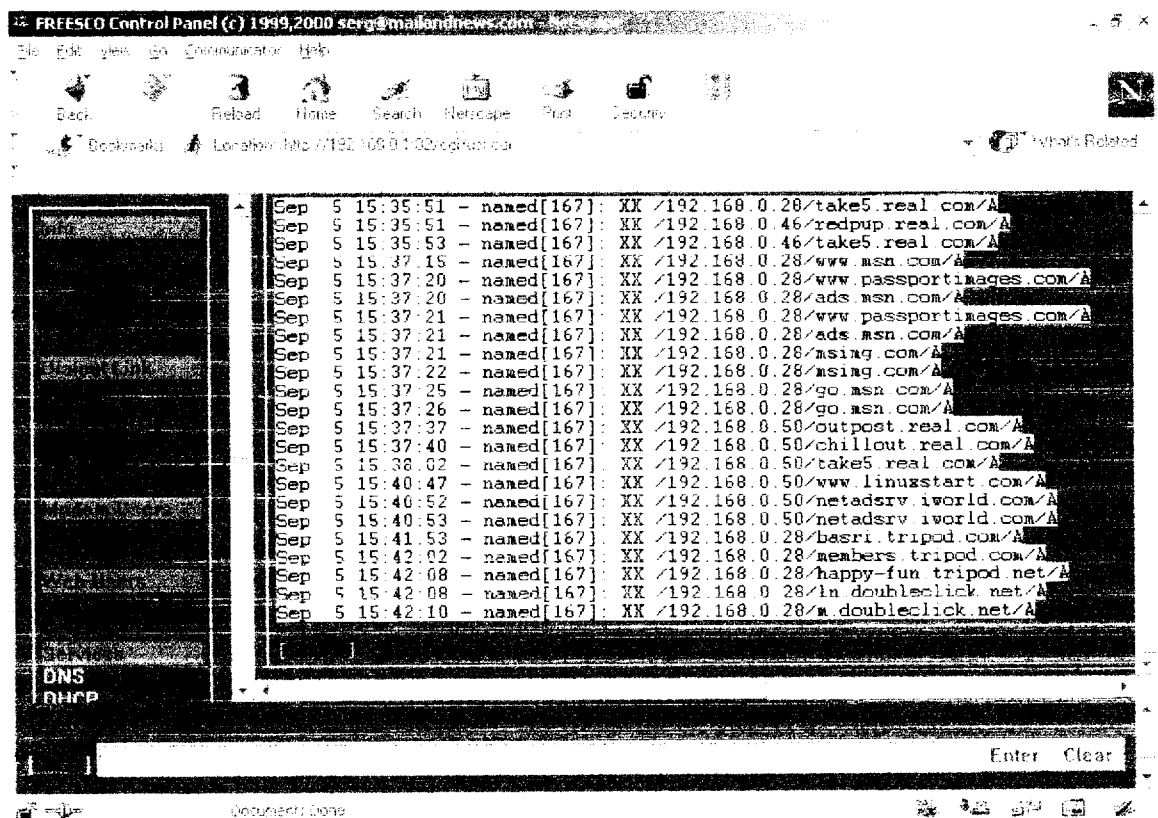 FREESCO Control Panel (c) 1999,2000 serg@mailandnews.com - Netscape
File Edit View Go Communicator Help
Back Reload Home Search Netscape Print Security
Bookmarks Location: http://192.168.0.1:82/cgi/
What's Related
Info
Sep 5 15:35:51 - named[167]: XX /192.168.0.28/take5.real.com/A
Sep 5 15:35:51 - named[167]: XX /192.168.0.46/redpup.real.com/A
Sep 5 15:35:53 - named[167]: XX /192.168.0.46/take5.real.com/A
Sep 5 15:37:15 - named[167]: XX /192.168.0.28/www.msn.com/A
Sep 5 15:37:20 - named[167]: XX /192.168.0.28/www.passportimages.com/A
Sep 5 15:37:20 - named[167]: XX /192.168.0.28/ads.msn.com/A
Sep 5 15:37:21 - named[167]: XX /192.168.0.28/www.passportimages.com/A
Sep 5 15:37:21 - named[167]: XX /192.168.0.28/ads.msn.com/A
Sep 5 15:37:21 - named[167]: XX /192.168.0.28/msimg.com/A
Sep 5 15:37:22 - named[167]: XX /192.168.0.28/msimg.com/A
Sep 5 15:37:25 - named[167]: XX /192.168.0.28/go.msn.com/A
Sep 5 15:37:26 - named[167]: XX /192.168.0.28/go.msn.com/A
Sep 5 15:37:37 - named[167]: XX /192.168.0.50/outpost.real.com/A
Sep 5 15:37:40 - named[167]: XX /192.168.0.50/chillout.real.com/A
Sep 5 15:38:02 - named[167]: XX /192.168.0.50/take5.real.com/A
Sep 5 15:40:47 - named[167]: XX /192.168.0.50/www.linuxstart.com/A
Sep 5 15:40:52 - named[167]: XX /192.168.0.50/netadsrv.iworld.com/A
Sep 5 15:40:53 - named[167]: XX /192.168.0.50/netadsrv.iworld.com/A
Sep 5 15:41:53 - named[167]: XX /192.168.0.28/basri.tripod.com/A
Sep 5 15:42:02 - named[167]: XX /192.168.0.28/members.tripod.com/A
Sep 5 15:42:08 - named[167]: XX /192.168.0.28/happy-fun.tripod.net/A
Sep 5 15:42:08 - named[167]: XX /192.168.0.28/ln.doubleclick.net/A
Sep 5 15:42:10 - named[167]: XX /192.168.0.28/m.doubleclick.net/A
Services
DNS
DHCP
Enter Clear
Document: Done